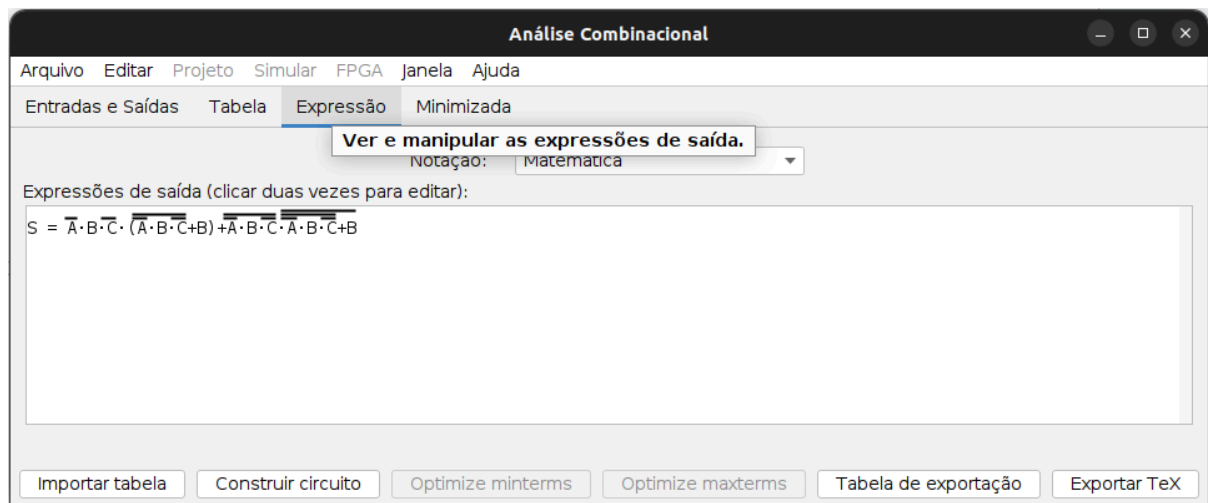 Análise Combinacional
Arquivo Editar Projeto Simular FPGA Janela Ajuda
Entradas e Saídas Tabela Expressão Minimizada
Ver e manipular as expressões de saída.
Notação: Matemática
Expressões de saída (clicar duas vezes para editar):
S = A̅·B·C̅·(A̅·B·C̅+B)+A̅·B·C̅·A̅·B·C̅+B
Importar tabela Construir circuito Optimize minterms Optimize maxterms Tabela de exportação Exportar TeX